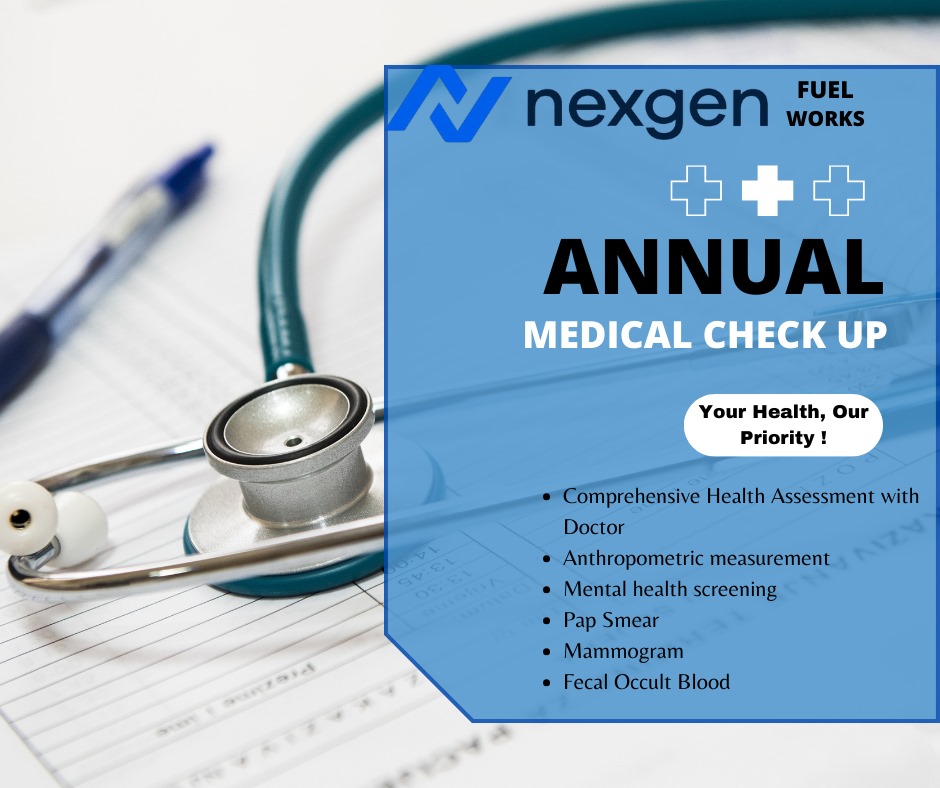 nexgen
FUEL
WORKS
ANNUAL
MEDICAL CHECK UP
Your Health, Our
Priority !
• Comprehensive Health Assessment with
Doctor
• Anthropometric measurement
• Mental health screening
• Pap Smear
• Mammogram
• Fecal Occult Blood